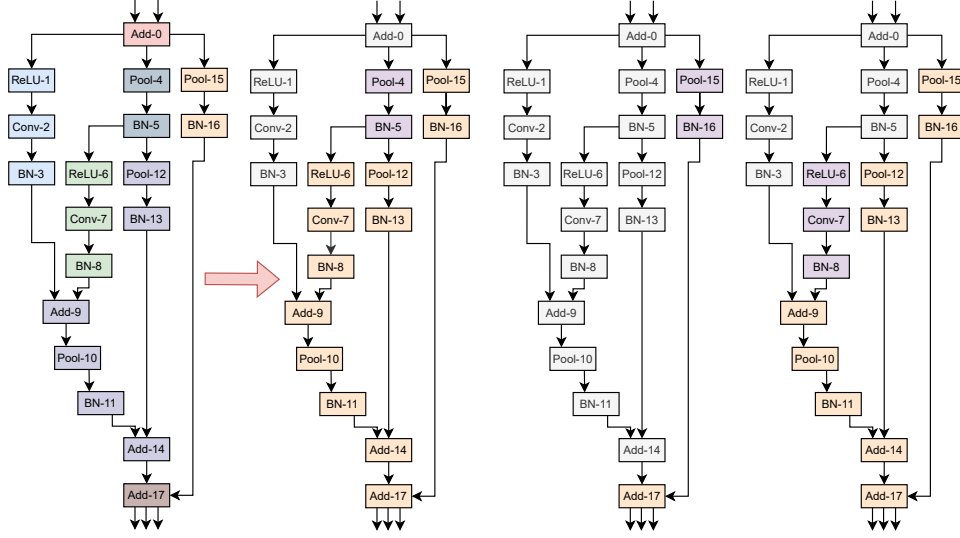 Add-0
ReLU-1
Pool-4
Pool-15
Conv-2
BN-5
BN-16
BN-3
ReLU-6
Pool-12
Conv-7
BN-13
BN-8
Add-9
Pool-10
BN-11
Add-14
Add-17
Add-0
ReLU-1
Pool-4
Pool-15
Conv-2
BN-5
BN-16
BN-3
ReLU-6
Pool-12
Conv-7
BN-13
BN-8
Add-9
Pool-10
BN-11
Add-14
Add-17
Add-0
ReLU-1
Pool-4
Pool-15
Conv-2
BN-5
BN-16
BN-3
ReLU-6
Pool-12
Conv-7
BN-13
BN-8
Add-9
Pool-10
BN-11
Add-14
Add-17
Add-0
ReLU-1
Pool-4
Pool-15
Conv-2
BN-5
BN-16
BN-3
ReLU-6
Pool-12
Conv-7
BN-13
BN-8
Add-9
Pool-10
BN-11
Add-14
Add-17